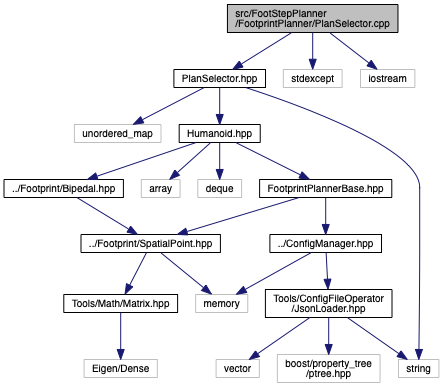 src/FootStepPlanner
/FootprintPlanner/PlanSelector.cpp
PlanSelector.hpp
stdexcept
iostream
unordered_map
Humanoid.hpp
../Footprint/Bipedal.hpp
array
deque
FootprintPlannerBase.hpp
../Footprint/SpatialPoint.hpp
../ConfigManager.hpp
Tools/Math/Matrix.hpp
memory
Tools/ConfigFileOperator
/JsonLoader.hpp
Eigen/Dense
vector
boost/property_tree
/ptree.hpp
string